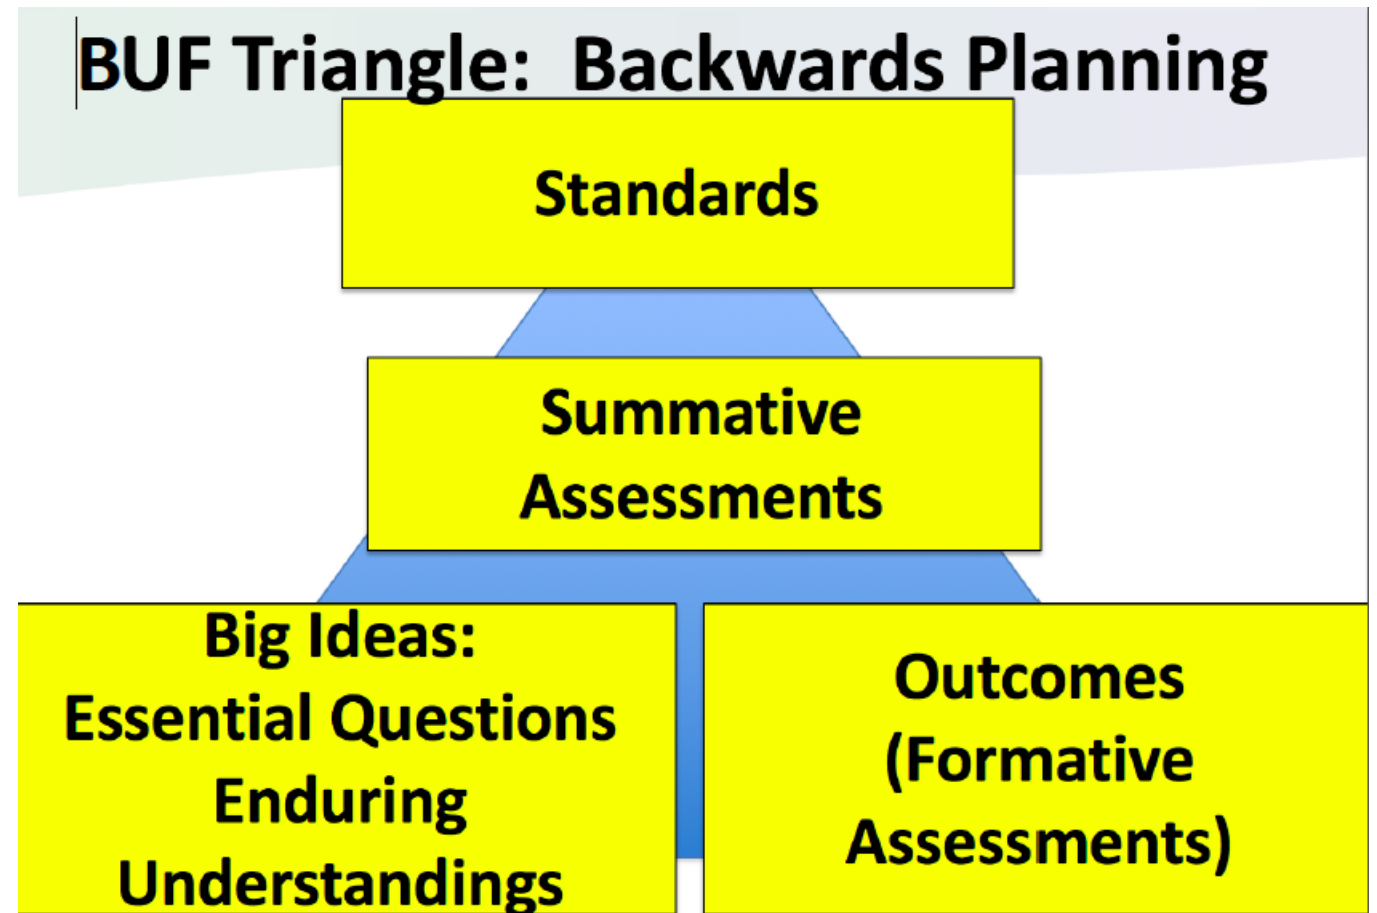 BUF Triangle:  Backwards Planning
Standards
Summative
Assessments
Big Ideas:
Essential Questions
Enduring
Understandings
Outcomes
(Formative
Assessments)